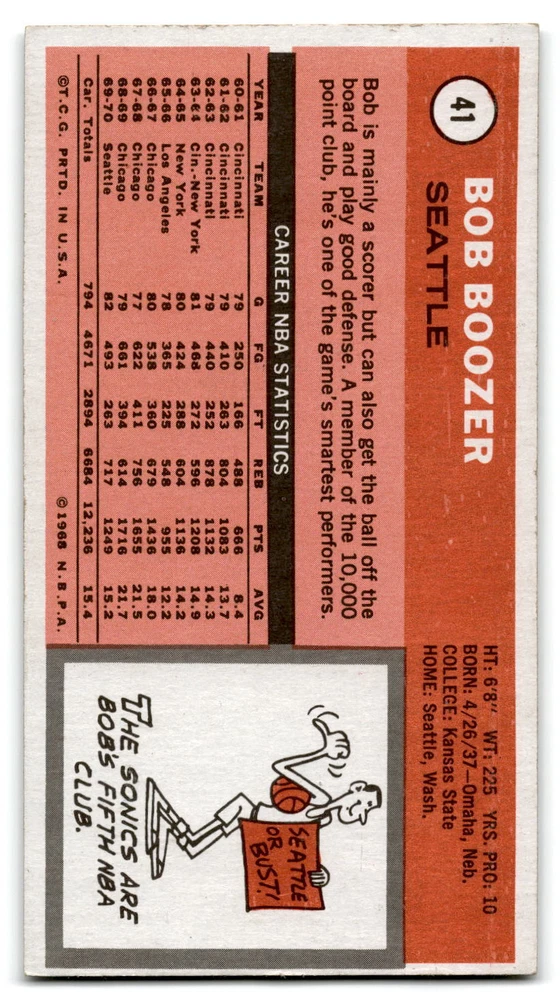 41
BOB BOOZER
SEATTLE
HT: 6'8" WT: 225 YRS. PRO: 10
BORN: 4/26/37—Omaha, Neb.
COLLEGE: Kansas State
HOME: Seattle, Wash.
Bob is mainly a scorer but can also get the ball off the
board and play good defense. A member of the 10,000
point club, he's one of the game's smartest performers.
CAREER NBA STATISTICS
YEAR TEAM G FG FT REB PTS AVG
60-61 Cincinnati 79 250 166 488 666 8.4
61-62 Cincinnati 79 410 263 804 1083 13.7
62-63 Cincinnati 79 440 252 878 1132 14.3
63-64 Cin.-New York 81 468 272 596 1208 14.9
64-65 New York 80 424 288 604 1136 14.2
65-66 Los Angeles 78 365 225 548 955 12.2
66-67 Chicago 80 538 360 679 1436 18.0
67-68 Chicago 77 622 411 756 1655 21.5
68-69 Chicago 79 661 394 614 1716 21.7
69-70 Seattle 82 493 263 717 1249 15.2
Car. Totals 794 4671 2894 6684 12,236 15.4
©T.C.G. PRTD. IN U.S.A. ©1968 N.B.P.A.
SEATTLE
OR
BUST!
THE SONICS ARE
BOB'S FIFTH NBA
CLUB.